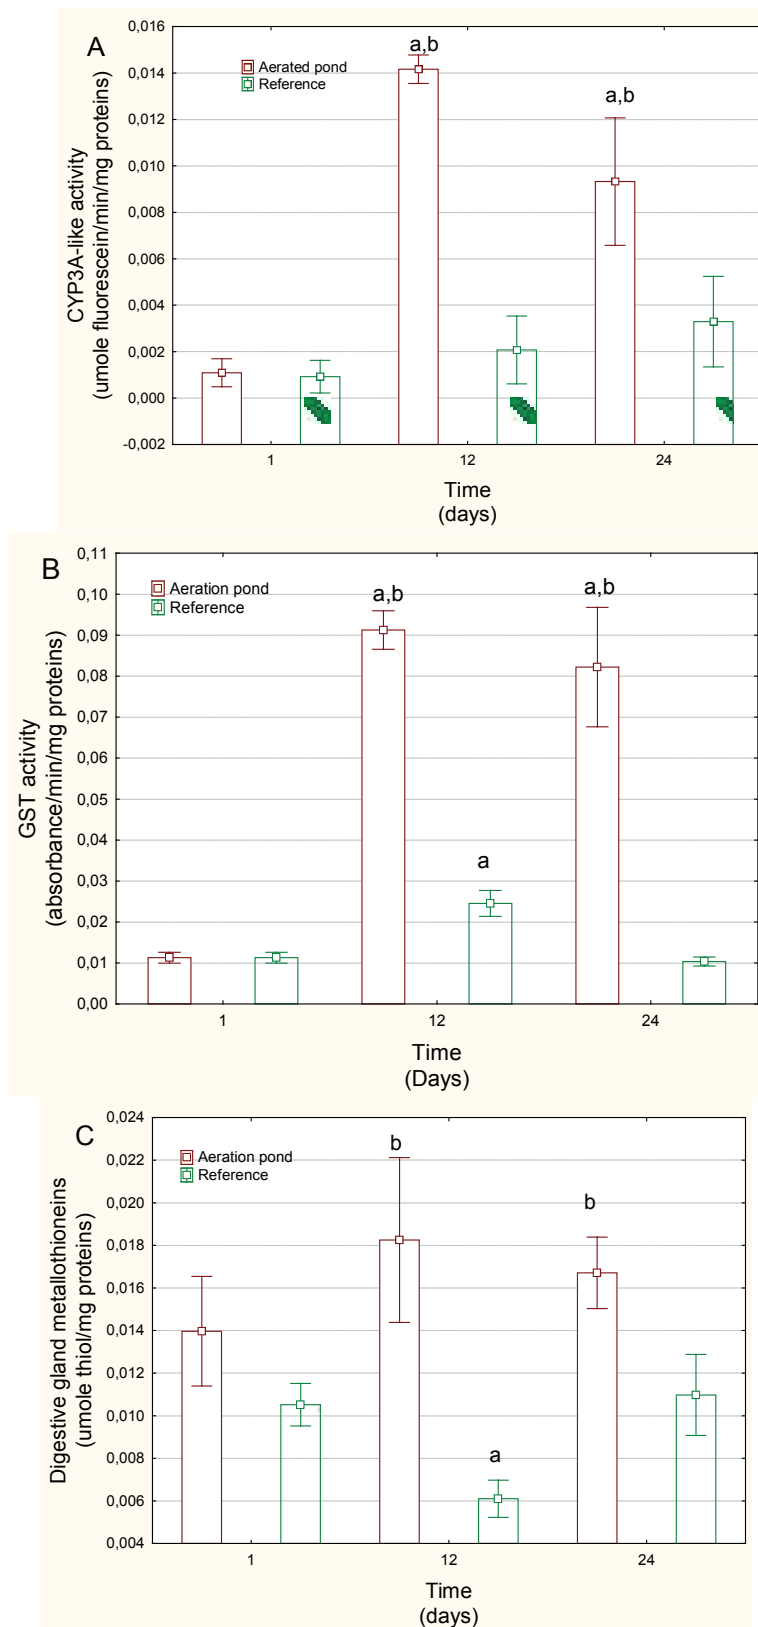 A
Aerated pond
Reference
a,b
a,b
0,016
0,014
0,012
0,010
0,008
0,006
0,004
0,002
0,000
-0,002
CYP3A-like activity
(umole fluorescein/min/mg proteins)
1
12
24
Time
(days)
B
Aeration pond
Reference
a,b
a,b
a
0,11
0,10
0,09
0,08
0,07
0,06
0,05
0,04
0,03
0,02
0,01
0,00
GST activity
(absorbance/min/mg proteins)
1
12
24
Time
(Days)
C
Aeration pond
Reference
b
b
a
0,024
0,022
0,020
0,018
0,016
0,014
0,012
0,010
0,008
0,006
0,004
Digestive gland metallothioneins
(umole thiol/mg proteins)
1
12
24
Time
(days)